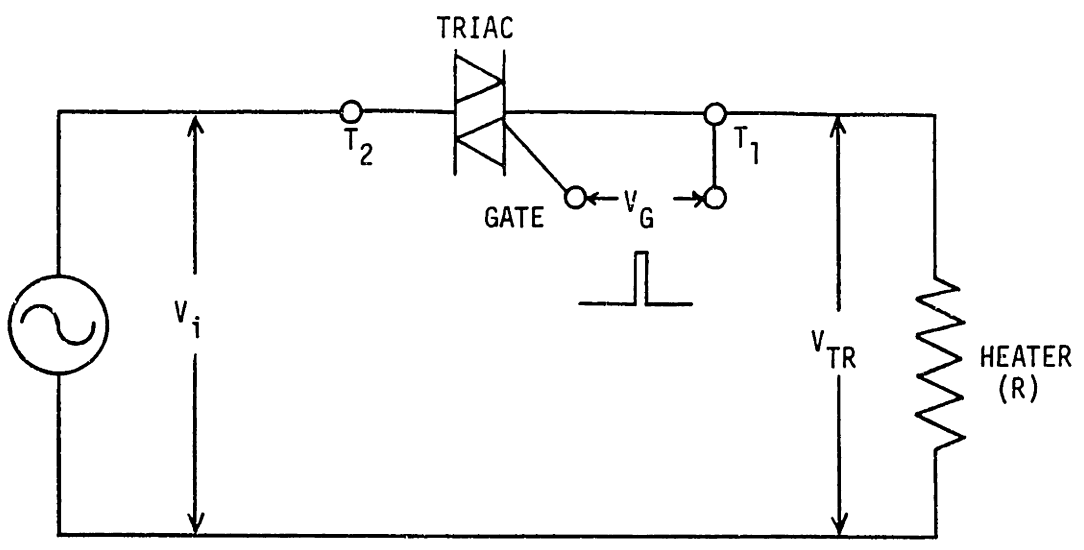 TRIAC
T2
T1
GATE
VG
Vi
VTR
HEATER
(R)